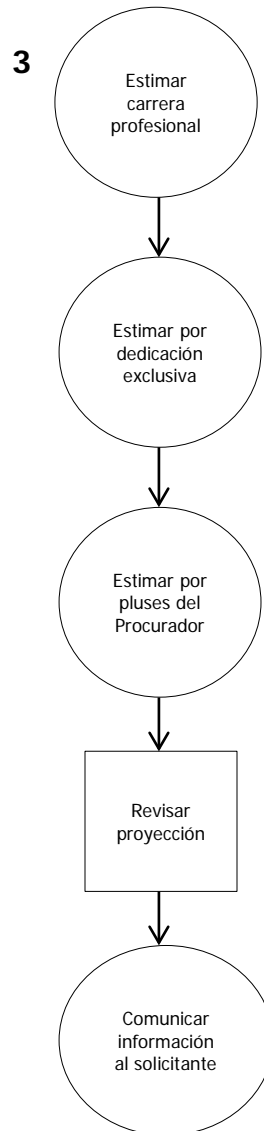 3
Estimar
carrera
profesional
Estimar por
dedicación
exclusiva
Estimar por
pluses del
Procurador
Revisar
proyección
Comunicar
información
al solicitante